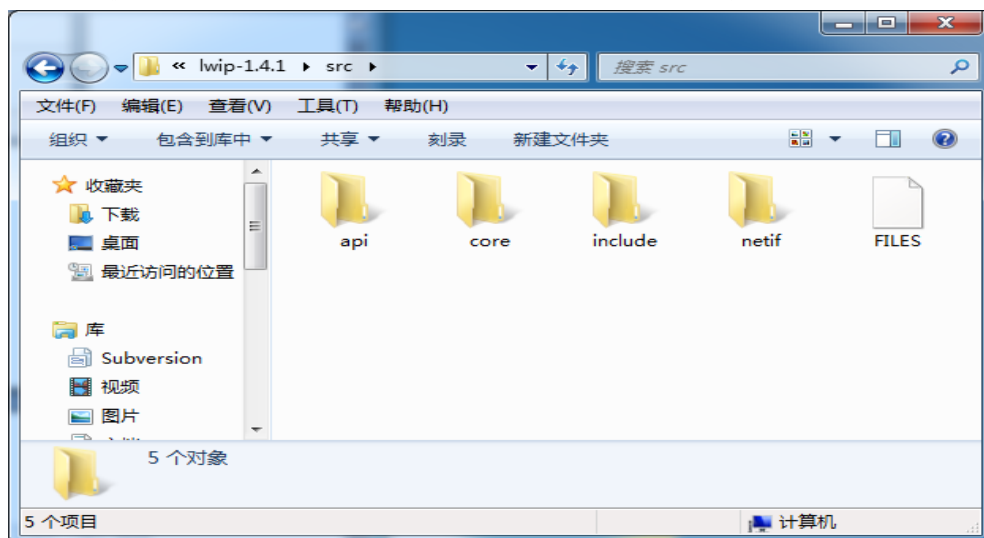 « lwip-1.4.1 ▸ src ▸
搜索 src
文件(F) 编辑(E) 查看(V) 工具(T) 帮助(H)
组织 包含到库中 共享 刻录 新建文件夹
收藏夹
下载
桌面
最近访问的位置
库
Subversion
视频
图片
api
core
include
netif
FILES
5 个对象
5 个项目
计算机